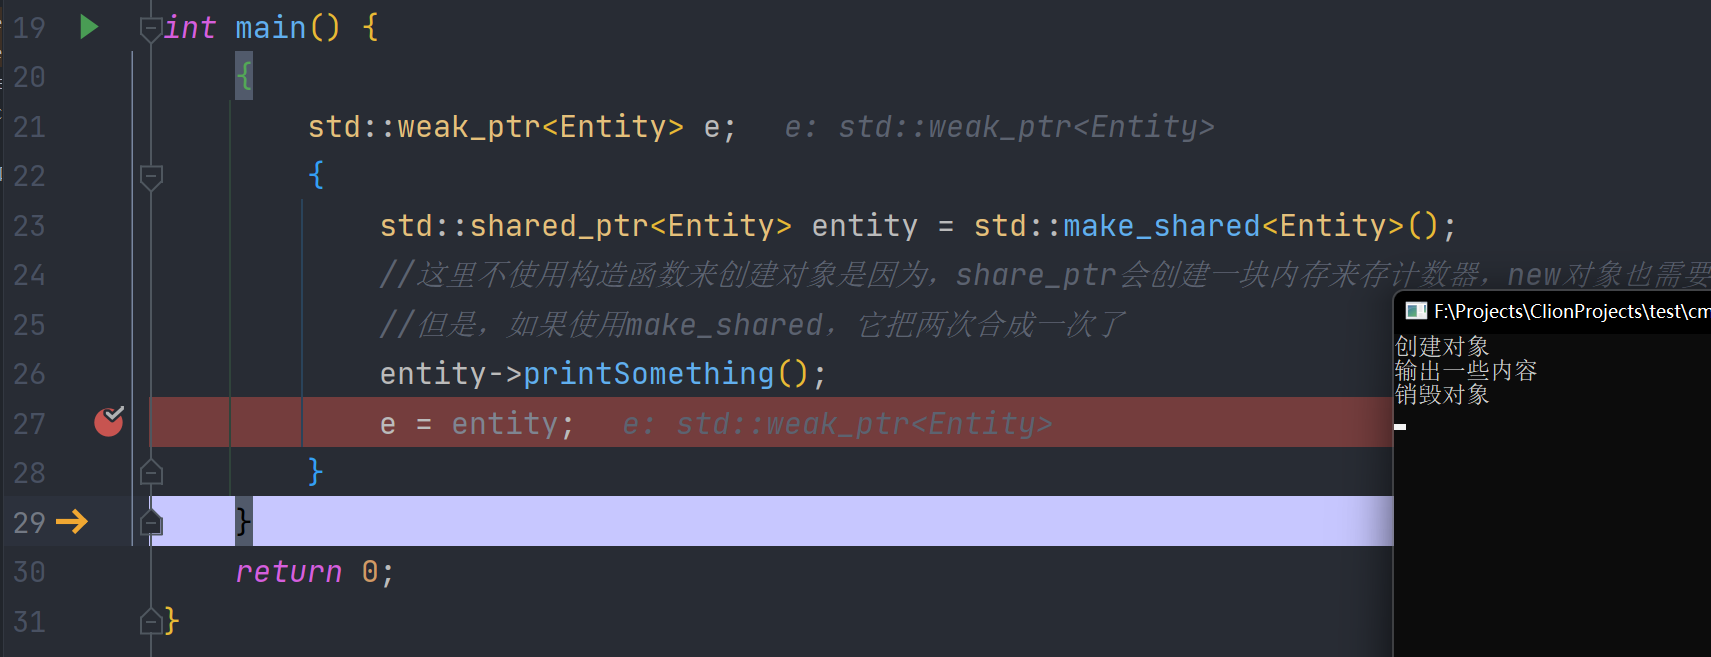 19 int main() {
20 {
21 std::weak_ptr<Entity> e; e: std::weak_ptr<Entity>
22 {
23 std::shared_ptr<Entity> entity = std::make_shared<Entity>();
24 //这里不使用构造函数来创建对象是因为，share_ptr会创建一块内存来存计数器，new对象也需要
25 //但是，如果使用make_shared，它把两次合成一次了
26 entity->printSomething();
27 e = entity; e: std::weak_ptr<Entity>
28 }
29 }
30 return 0;
31 }
F:\Projects\ClionProjects\test\cm
创建对象
输出一些内容
销毁对象